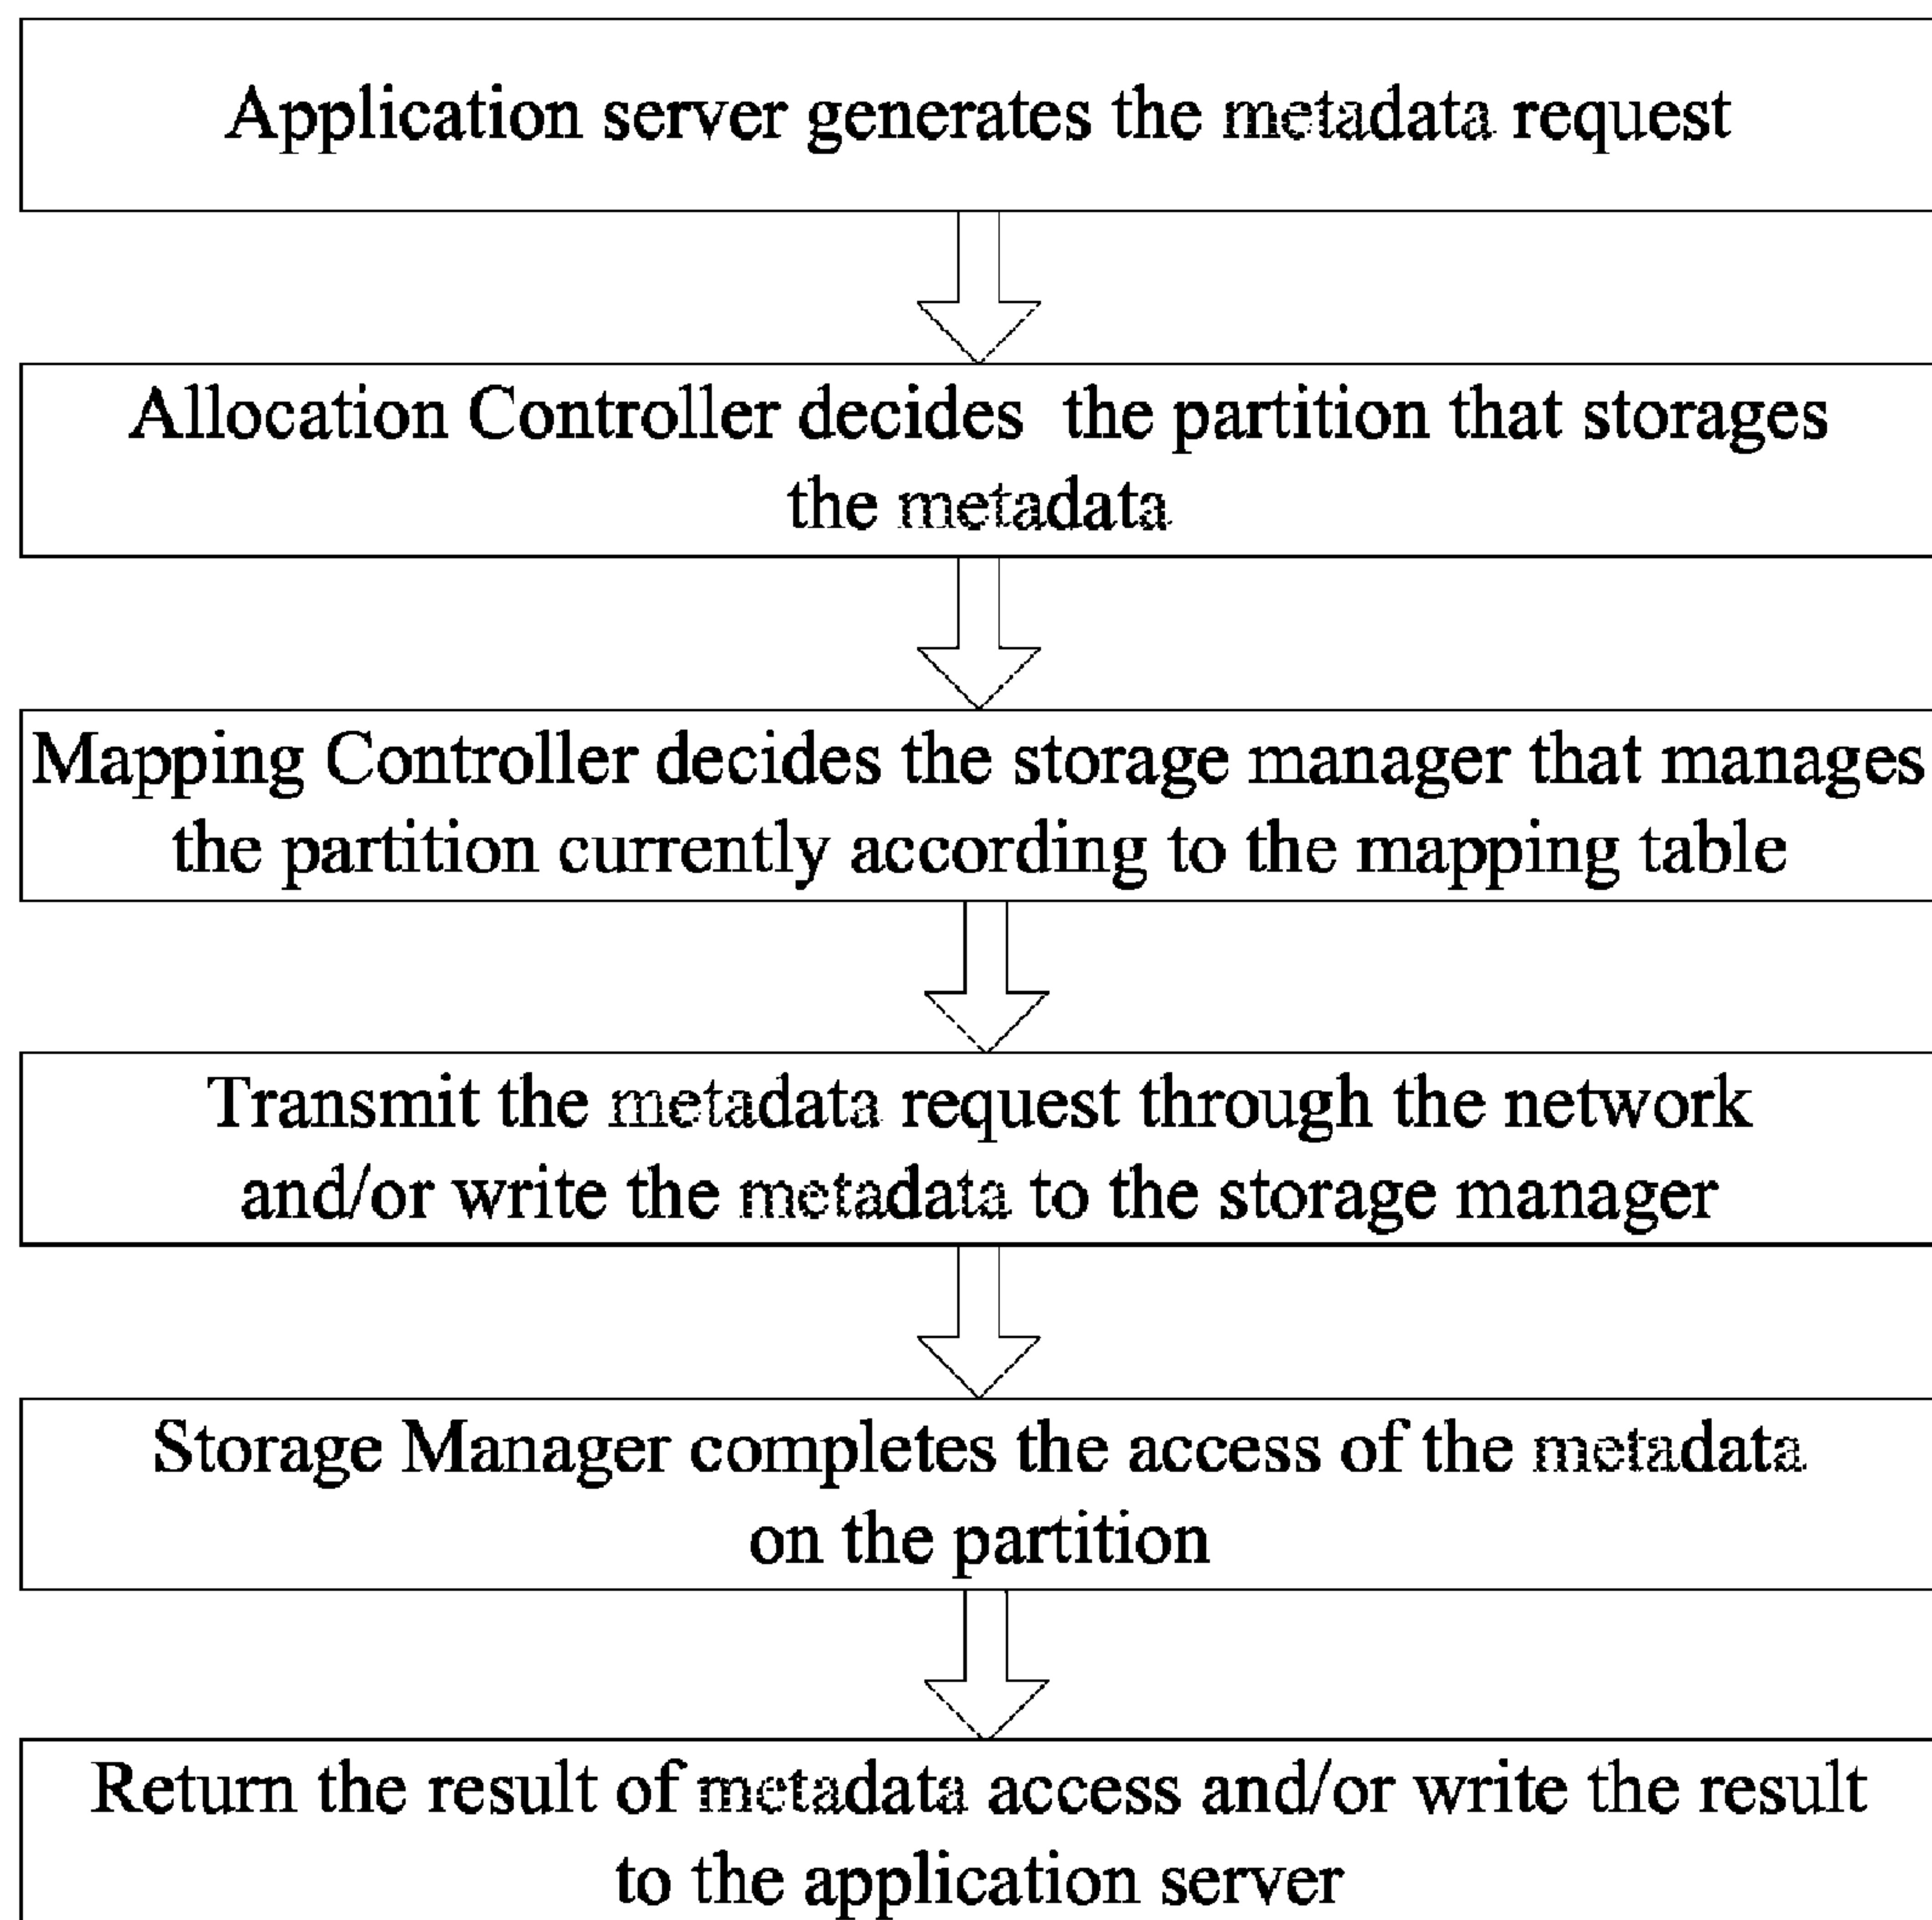 Application server generates the metadata request
Allocation Controller decides the partition that storages
the metadata
Mapping Controller decides the storage manager that manages
the partition currently according to the mapping table
Transmit the metadata request through the network
and/or write the metadata to the storage manager
Storage Manager completes the access of the metadata
on the partition
Return the result of metadata access and/or write the result
to the application server